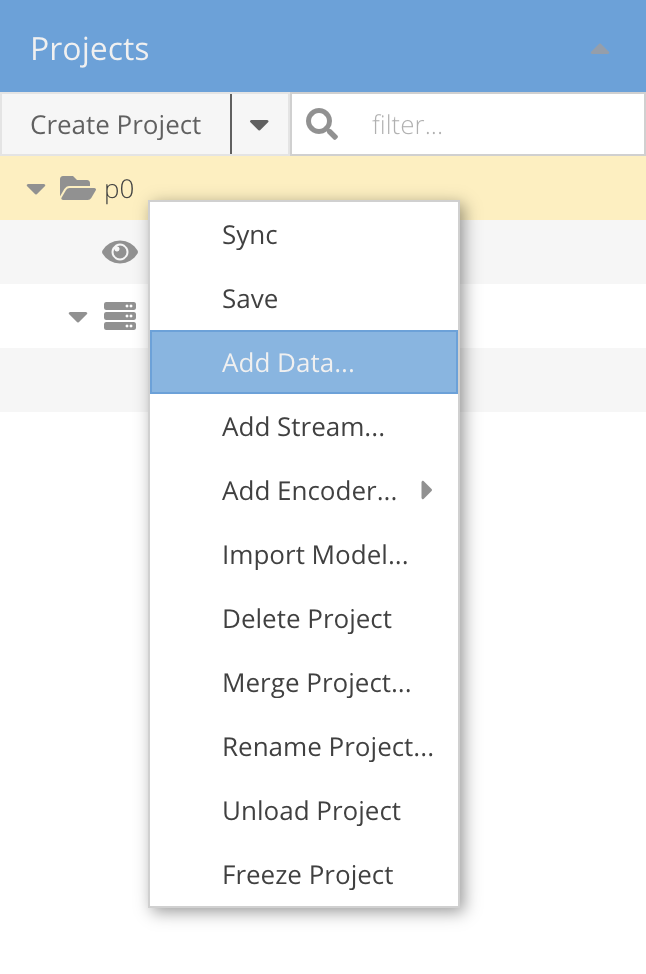 Projects
Create Project
filter...
p0
Sync
Save
Add Data...
Add Stream...
Add Encoder...
Import Model...
Delete Project
Merge Project...
Rename Project...
Unload Project
Freeze Project